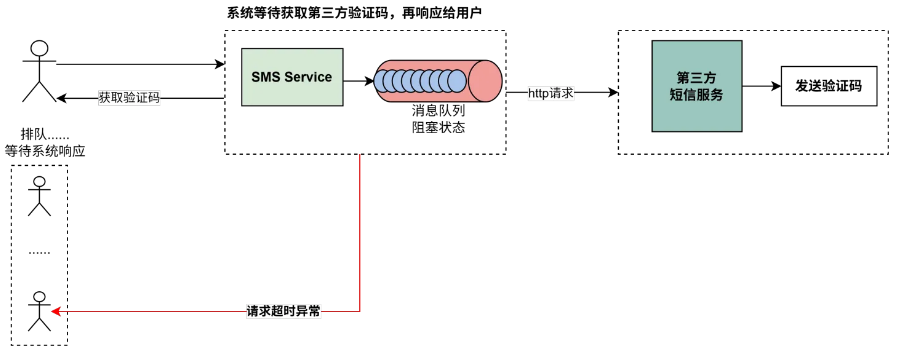 系统等待获取第三方验证码，再响应给用户
SMS Service
消息队列
阻塞状态
http请求
第三方
短信服务
发送验证码
获取验证码
排队......
等待系统响应
......
请求超时异常